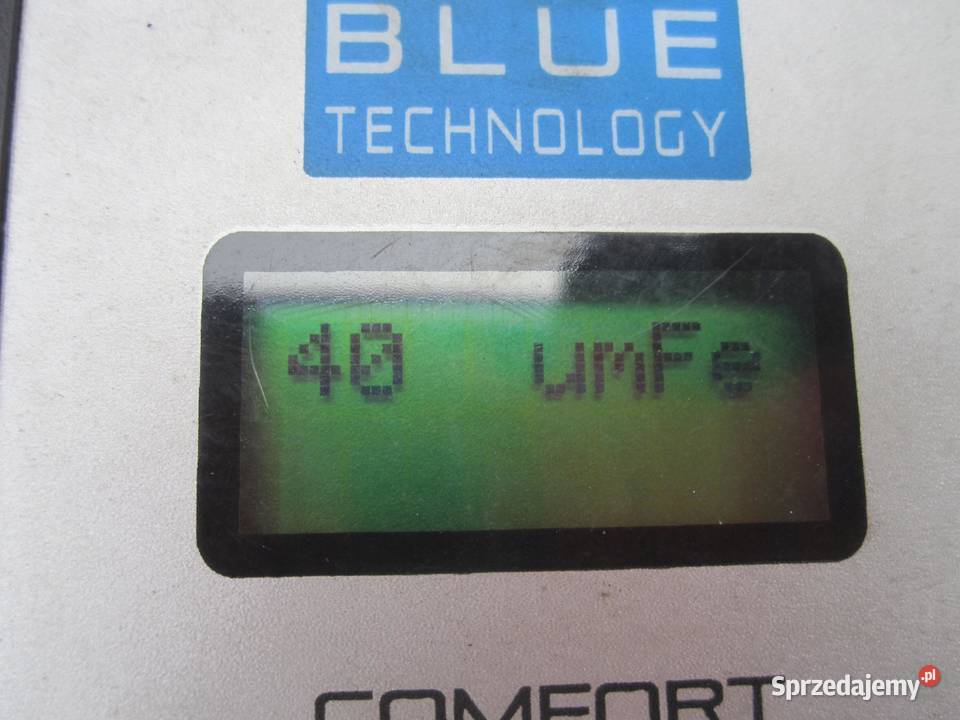 BLUE
TECHNOLOGY
40 umFe
COMFORT
Sprzedajemy.pl